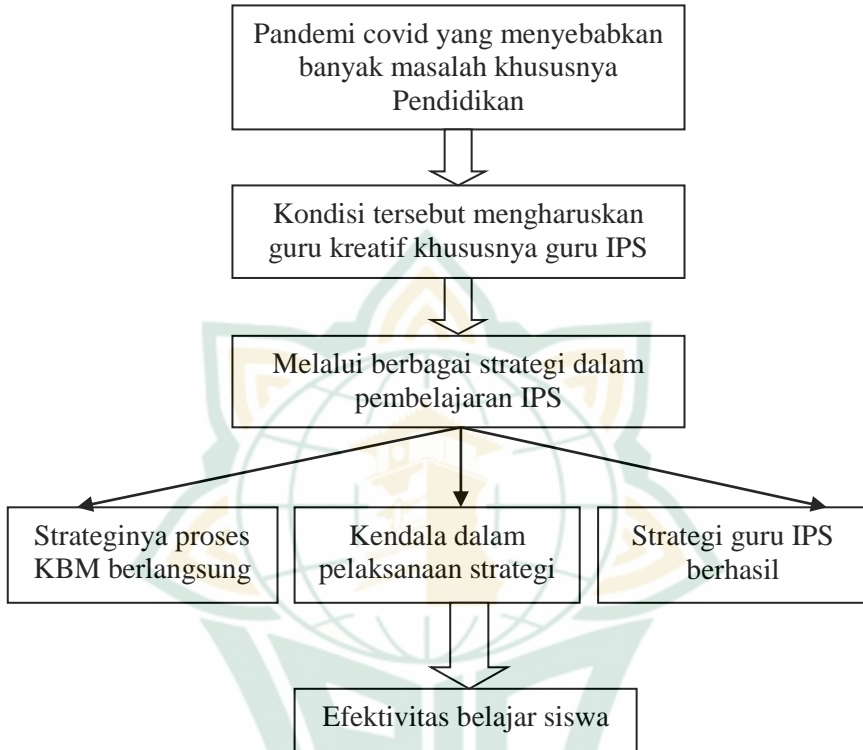 Pandemi covid yang menyebabkan
banyak masalah khususnya
Pendidikan
Kondisi tersebut mengharuskan
guru kreatif khususnya guru IPS
Melalui berbagai strategi dalam
pembelajaran IPS
Strateginya proses
KBM berlangsung
Kendala dalam
pelaksanaan strategi
Strategi guru IPS
berhasil
Efektivitas belajar siswa